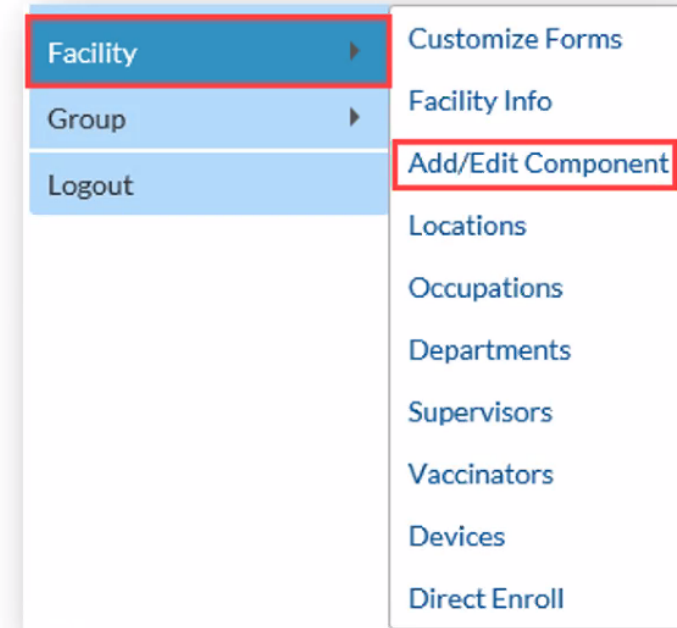 Facility
Group
Logout
Customize Forms
Facility Info
Add/Edit Component
Locations
Occupations
Departments
Supervisors
Vaccinators
Devices
Direct Enroll